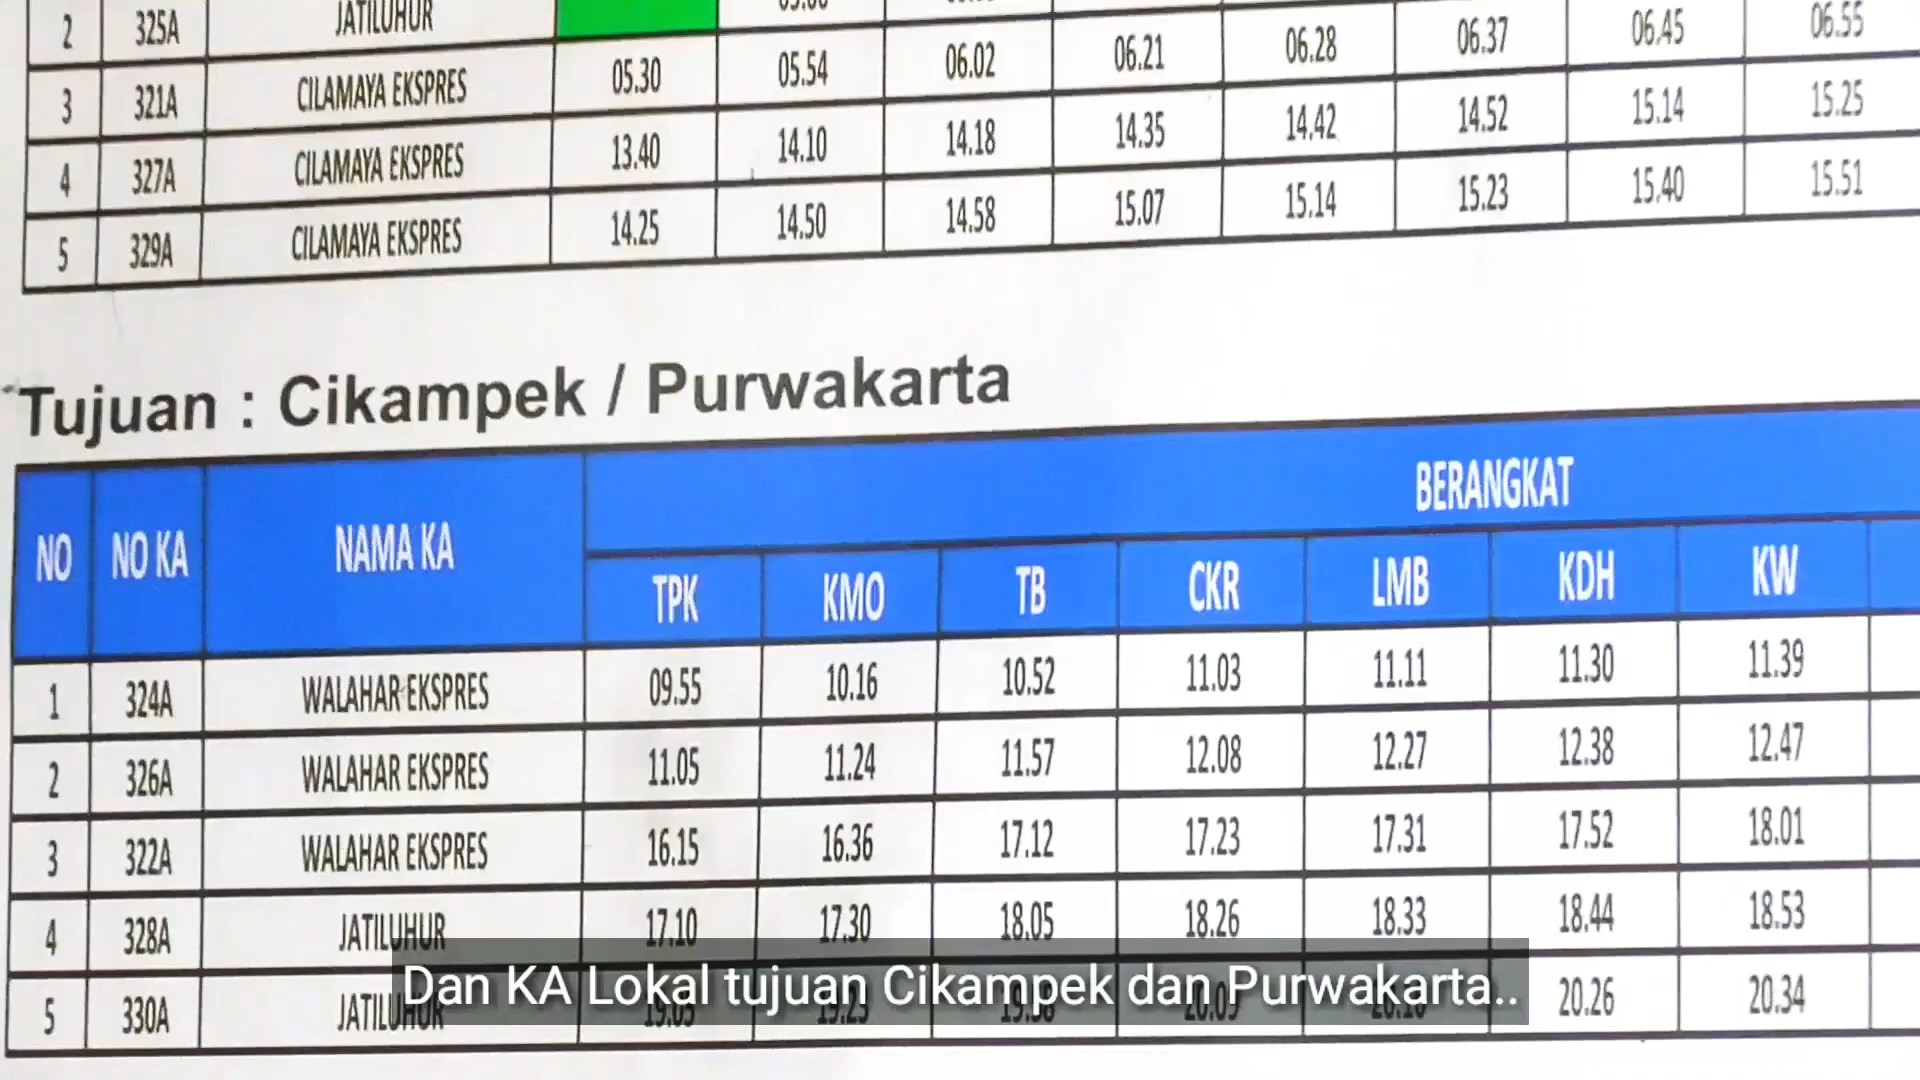 2 325A JATILUHUR 06.45 06.55
3 321A CILAMAYA EKSPRES 05.30 05.54 06.02 06.21 06.28 06.37
4 327A CILAMAYA EKSPRES 13.40 14.10 14.18 14.35 14.42 14.52 15.14 15.25
5 329A CILAMAYA EKSPRES 14.25 14.50 14.58 15.07 15.14 15.23 15.40 15.51
Tujuan : Cikampek / Purwakarta
NO NO KA NAMA KA BERANGKAT
TPK KMO TB CKR LMB KDH KW
1 324A WALAHAR EKSPRES 09.55 10.16 10.52 11.03 11.11 11.30 11.39
2 326A WALAHAR EKSPRES 11.05 11.24 11.57 12.08 12.27 12.38 12.47
3 322A WALAHAR EKSPRES 16.15 16.36 17.12 17.23 17.31 17.52 18.01
4 328A JATILUHUR 17.10 17.30 18.05 18.26 18.33 18.44 18.53
5 330A JATILUHUR 20.26 20.34
Dan KA Lokal tujuan Cikampek dan Purwakarta..